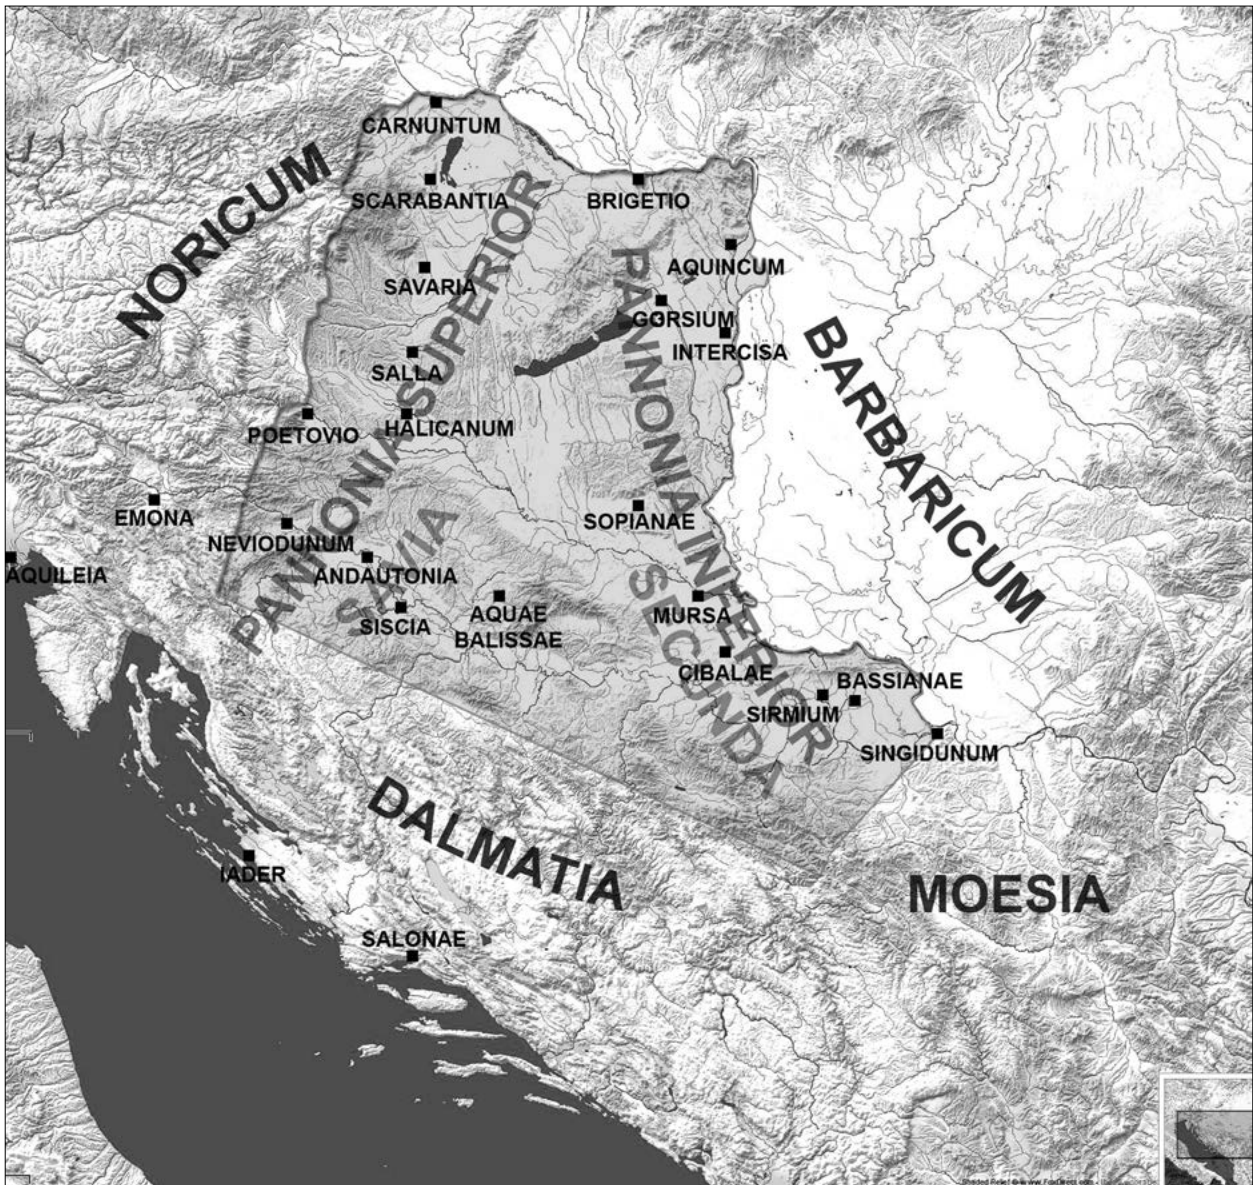 CARNUNTUM
NORICUM
SCARABANTIA
BRIGETIO
SAVARIA
AQUINCUM
GORSIUM
INTERCISA
PANNONIA SUPERIOR
PANNONIA INFERIOR
BARBARICUM
SALLA
POETOVIO
HALICANUM
EMONA
NEVIODUNUM
SOPIANAE
AQUILEIA
ANDAUTONIA
SAVIA
SECUNDA
SISCIA
AQUAE
BALISSAE
MURSA
CIBALAE
BASSIANAE
SIRMIUM
SINGIDUNUM
DALMATIA
MOESIA
IADER
SALONAE